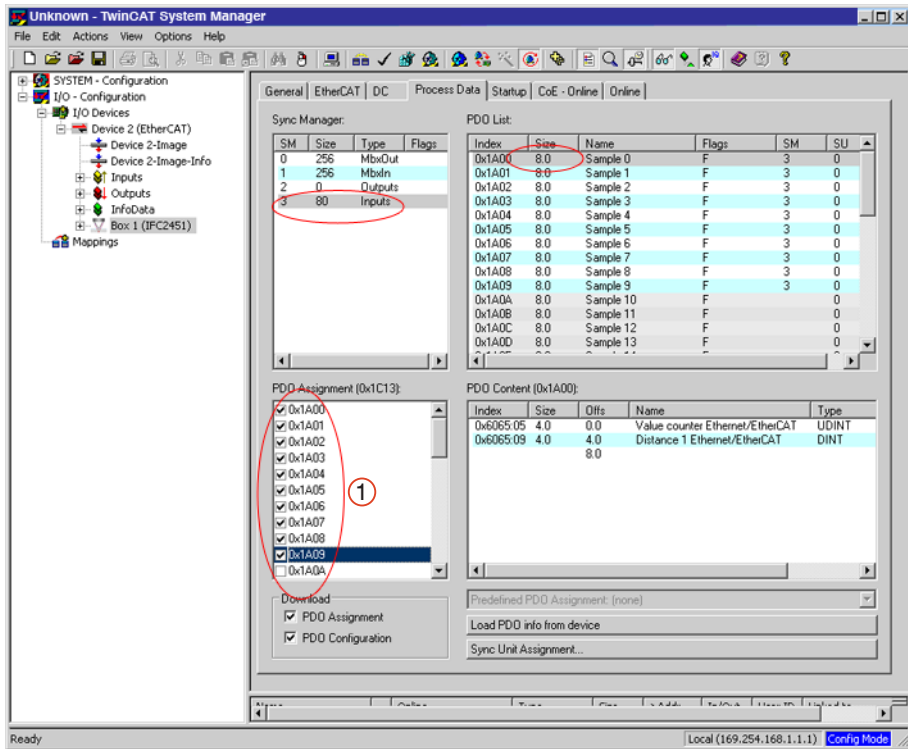 Unknown - TwinCAT System Manager
File Edit Actions View Options Help
SYSTEM - Configuration
I/O - Configuration
I/O Devices
Device 2 (EtherCAT)
Device 2-Image
Device 2-Image-Info
Inputs
Outputs
InfoData
Box 1 (IFC2451)
Mappings
General EtherCAT DC Process Data Startup CoE - Online Online
Sync Manager:
SM Size Type Flags
0 256 MbxOut
1 256 MbxIn
2 0 Outputs
3 80 Inputs
PDO List:
Index Size Name Flags SM SU
0x1A00 8.0 Sample 0 F 3 0
0x1A01 8.0 Sample 1 F 3 0
0x1A02 8.0 Sample 2 F 3 0
0x1A03 8.0 Sample 3 F 3 0
0x1A04 8.0 Sample 4 F 3 0
0x1A05 8.0 Sample 5 F 3 0
0x1A06 8.0 Sample 6 F 3 0
0x1A07 8.0 Sample 7 F 3 0
0x1A08 8.0 Sample 8 F 3 0
0x1A09 8.0 Sample 9 F 3 0
0x1A0A 8.0 Sample 10 F 0
0x1A0B 8.0 Sample 11 F 0
0x1A0C 8.0 Sample 12 F 0
0x1A0D 8.0 Sample 13 F 0
PDO Assignment (0x1C13):
0x1A00
0x1A01
0x1A02
0x1A03
0x1A04
0x1A05
0x1A06
0x1A07
0x1A08
0x1A09
0x1A0A
1
PDO Content (0x1A00):
Index Size Offs Name Type
0x6065:05 4.0 0.0 Value counter Ethernet/EtherCAT UDINT
0x6065:09 4.0 4.0 Distance 1 Ethernet/EtherCAT DINT
8.0
Download
PDO Assignment
PDO Configuration
Predefined PDO Assignment: (none)
Load PDO info from device
Sync Unit Assignment...
Ready
Local (169.254.168.1.1.1) Config Mode